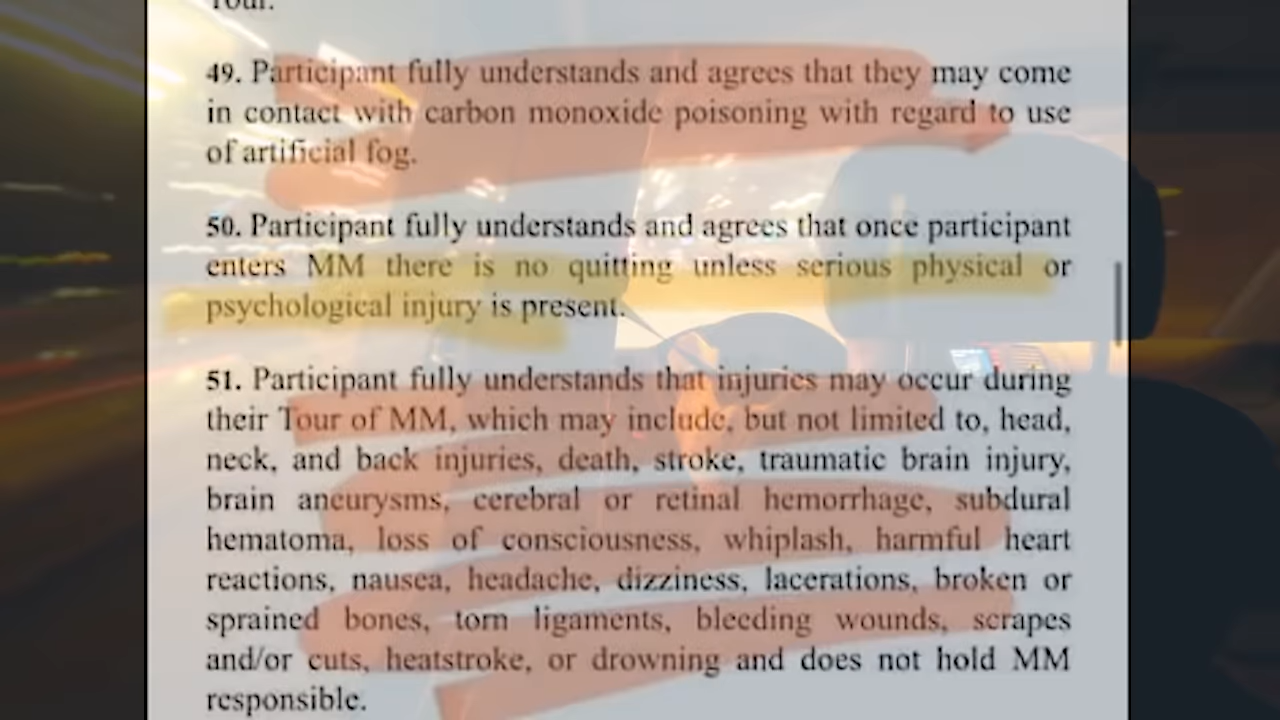 Tour.
49. Participant fully understands and agrees that they may come
in contact with carbon monoxide poisoning with regard to use
of artificial fog.
50. Participant fully understands and agrees that once participant
enters MM there is no quitting unless serious physical or
psychological injury is present.
51. Participant fully understands that injuries may occur during
their Tour of MM, which may include, but not limited to, head,
neck, and back injuries, death, stroke, traumatic brain injury,
brain aneurysms, cerebral or retinal hemorrhage, subdural
hematoma, loss of consciousness, whiplash, harmful heart
reactions, nausea, headache, dizziness, lacerations, broken or
sprained bones, torn ligaments, bleeding wounds, scrapes
and/or cuts, heatstroke, or drowning and does not hold MM
responsible.